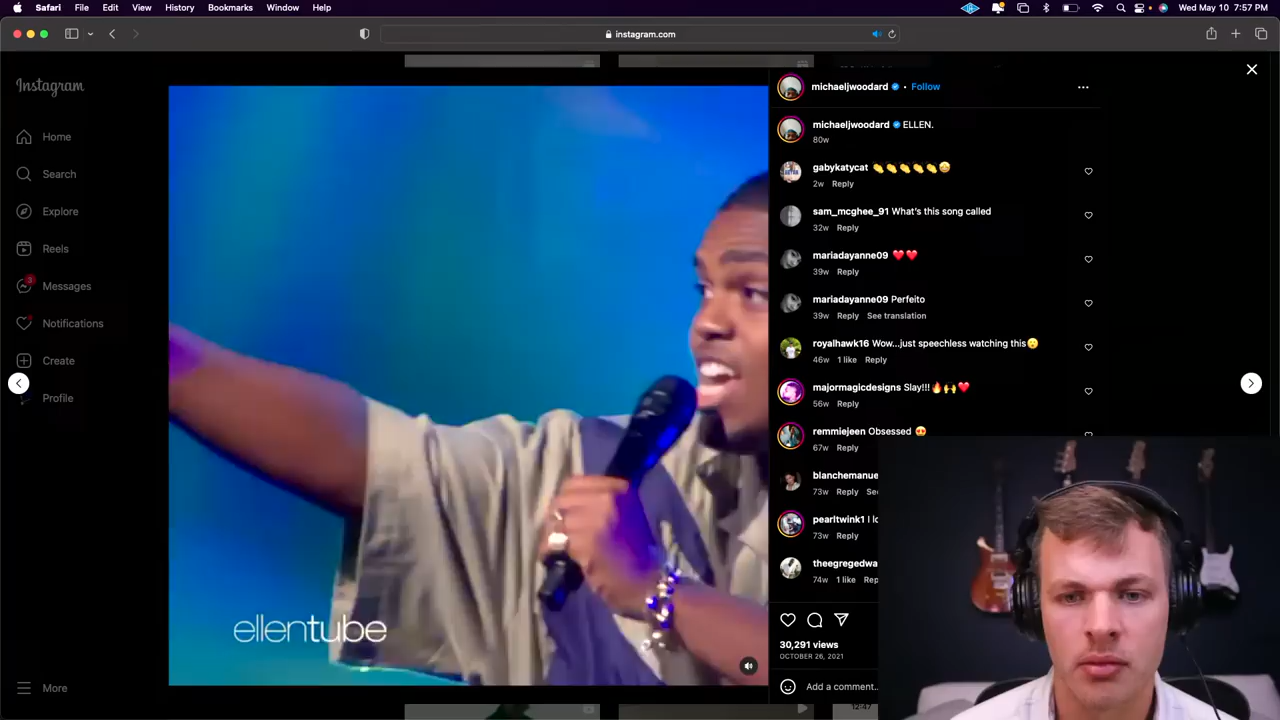 Safari File Edit View History Bookmarks Window Help Wed May 10 7:57 PM
instagram.com
Instagram
Home
Search
Explore
Reels
3
Messages
Notifications
Create
Profile
More
ellentube
michaeljwoodard • Follow
michaeljwoodard ELLEN.
80w
gabykatycat 👏👏👏👏👏🤩
2w Reply
sam_mcghee_91 What's this song called
32w Reply
mariadayanne09 ❤️❤️
39w Reply
mariadayanne09 Perfeito
39w Reply See translation
royalhawk16 Wow...just speechless watching this😮
46w 1 like Reply
majormagicdesigns Slay!!!🔥🙌❤️
56w Reply
remmiejeen Obsessed 😍
67w Reply
blanchemanue
73w Reply
pearltwink1 I
73w Reply
theegregedwa
74w 1 like
30,291 views
OCTOBER 26, 2021
Add a comment...